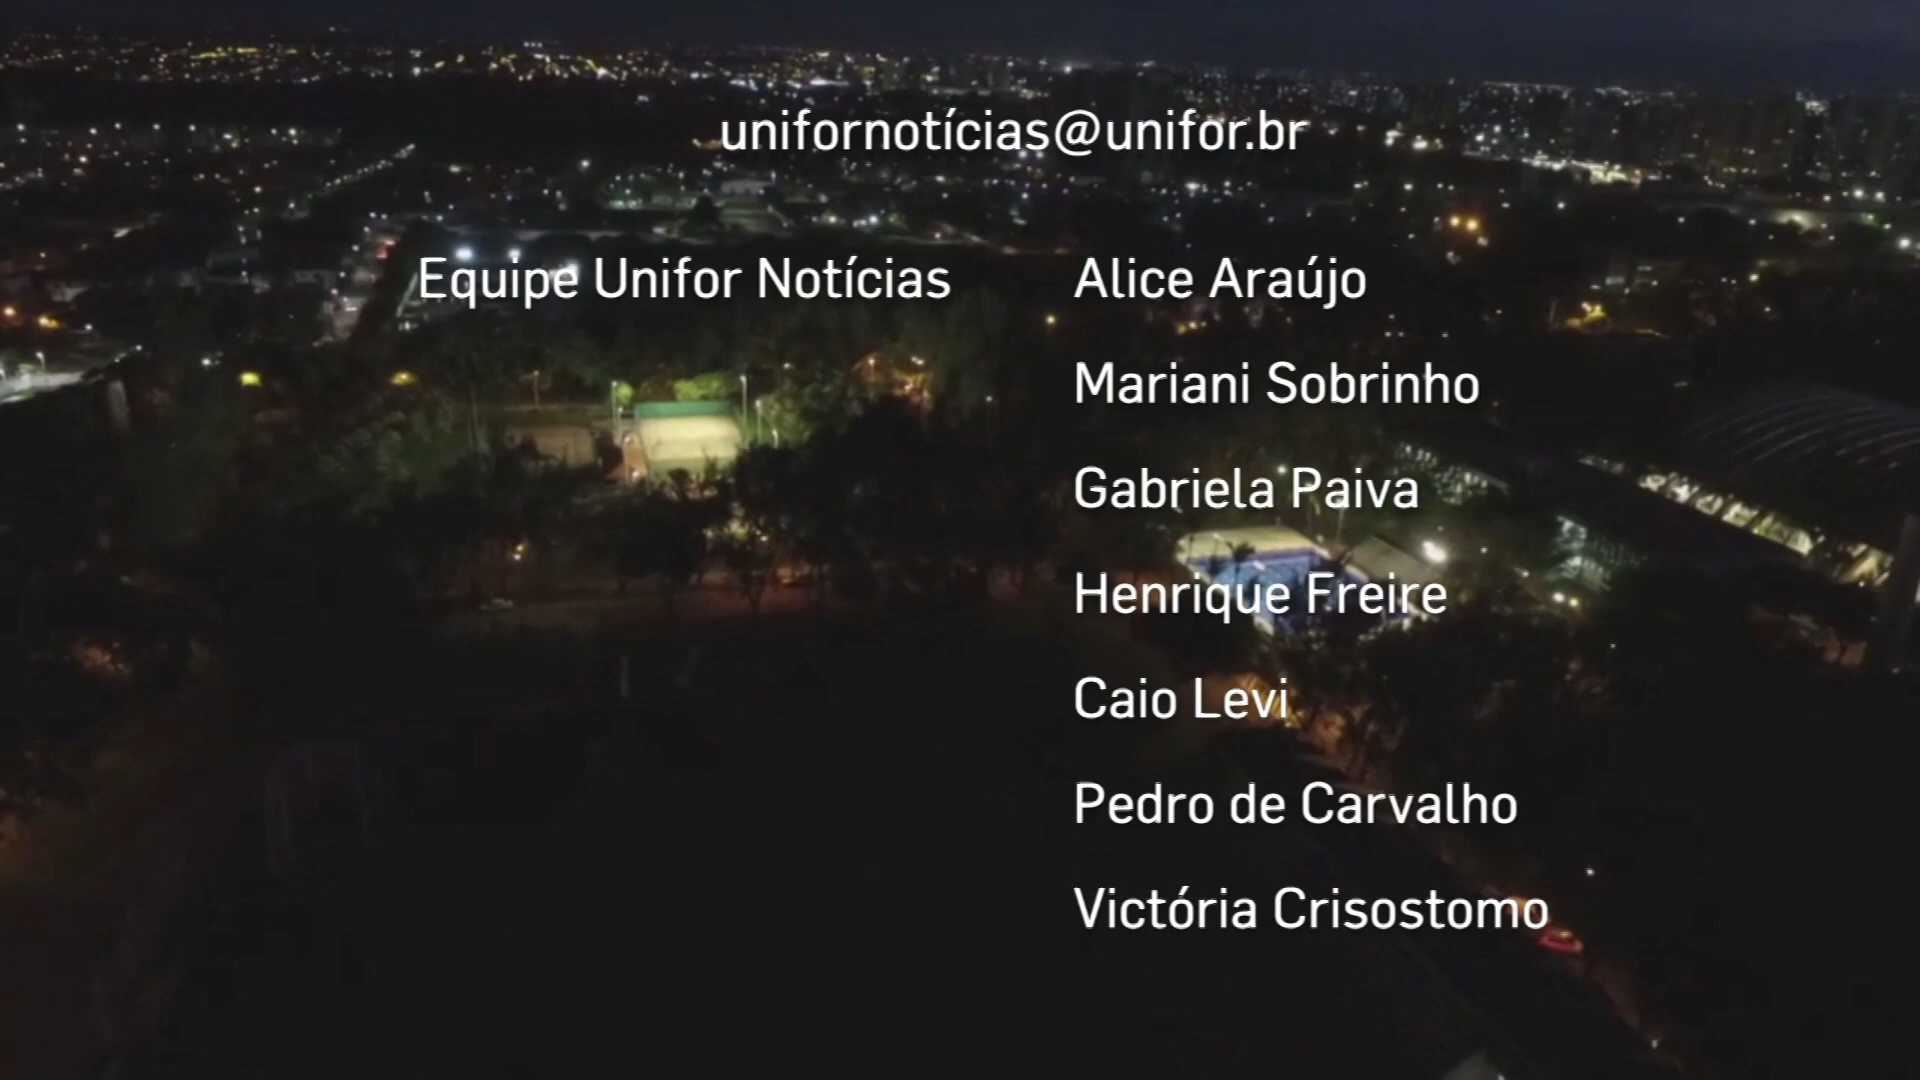 unifornotícias@unifor.br
Equipe Unifor Notícias
Alice Araújo
Mariani Sobrinho
Gabriela Paiva
Henrique Freire
Caio Levi
Pedro de Carvalho
Victória Crisostomo